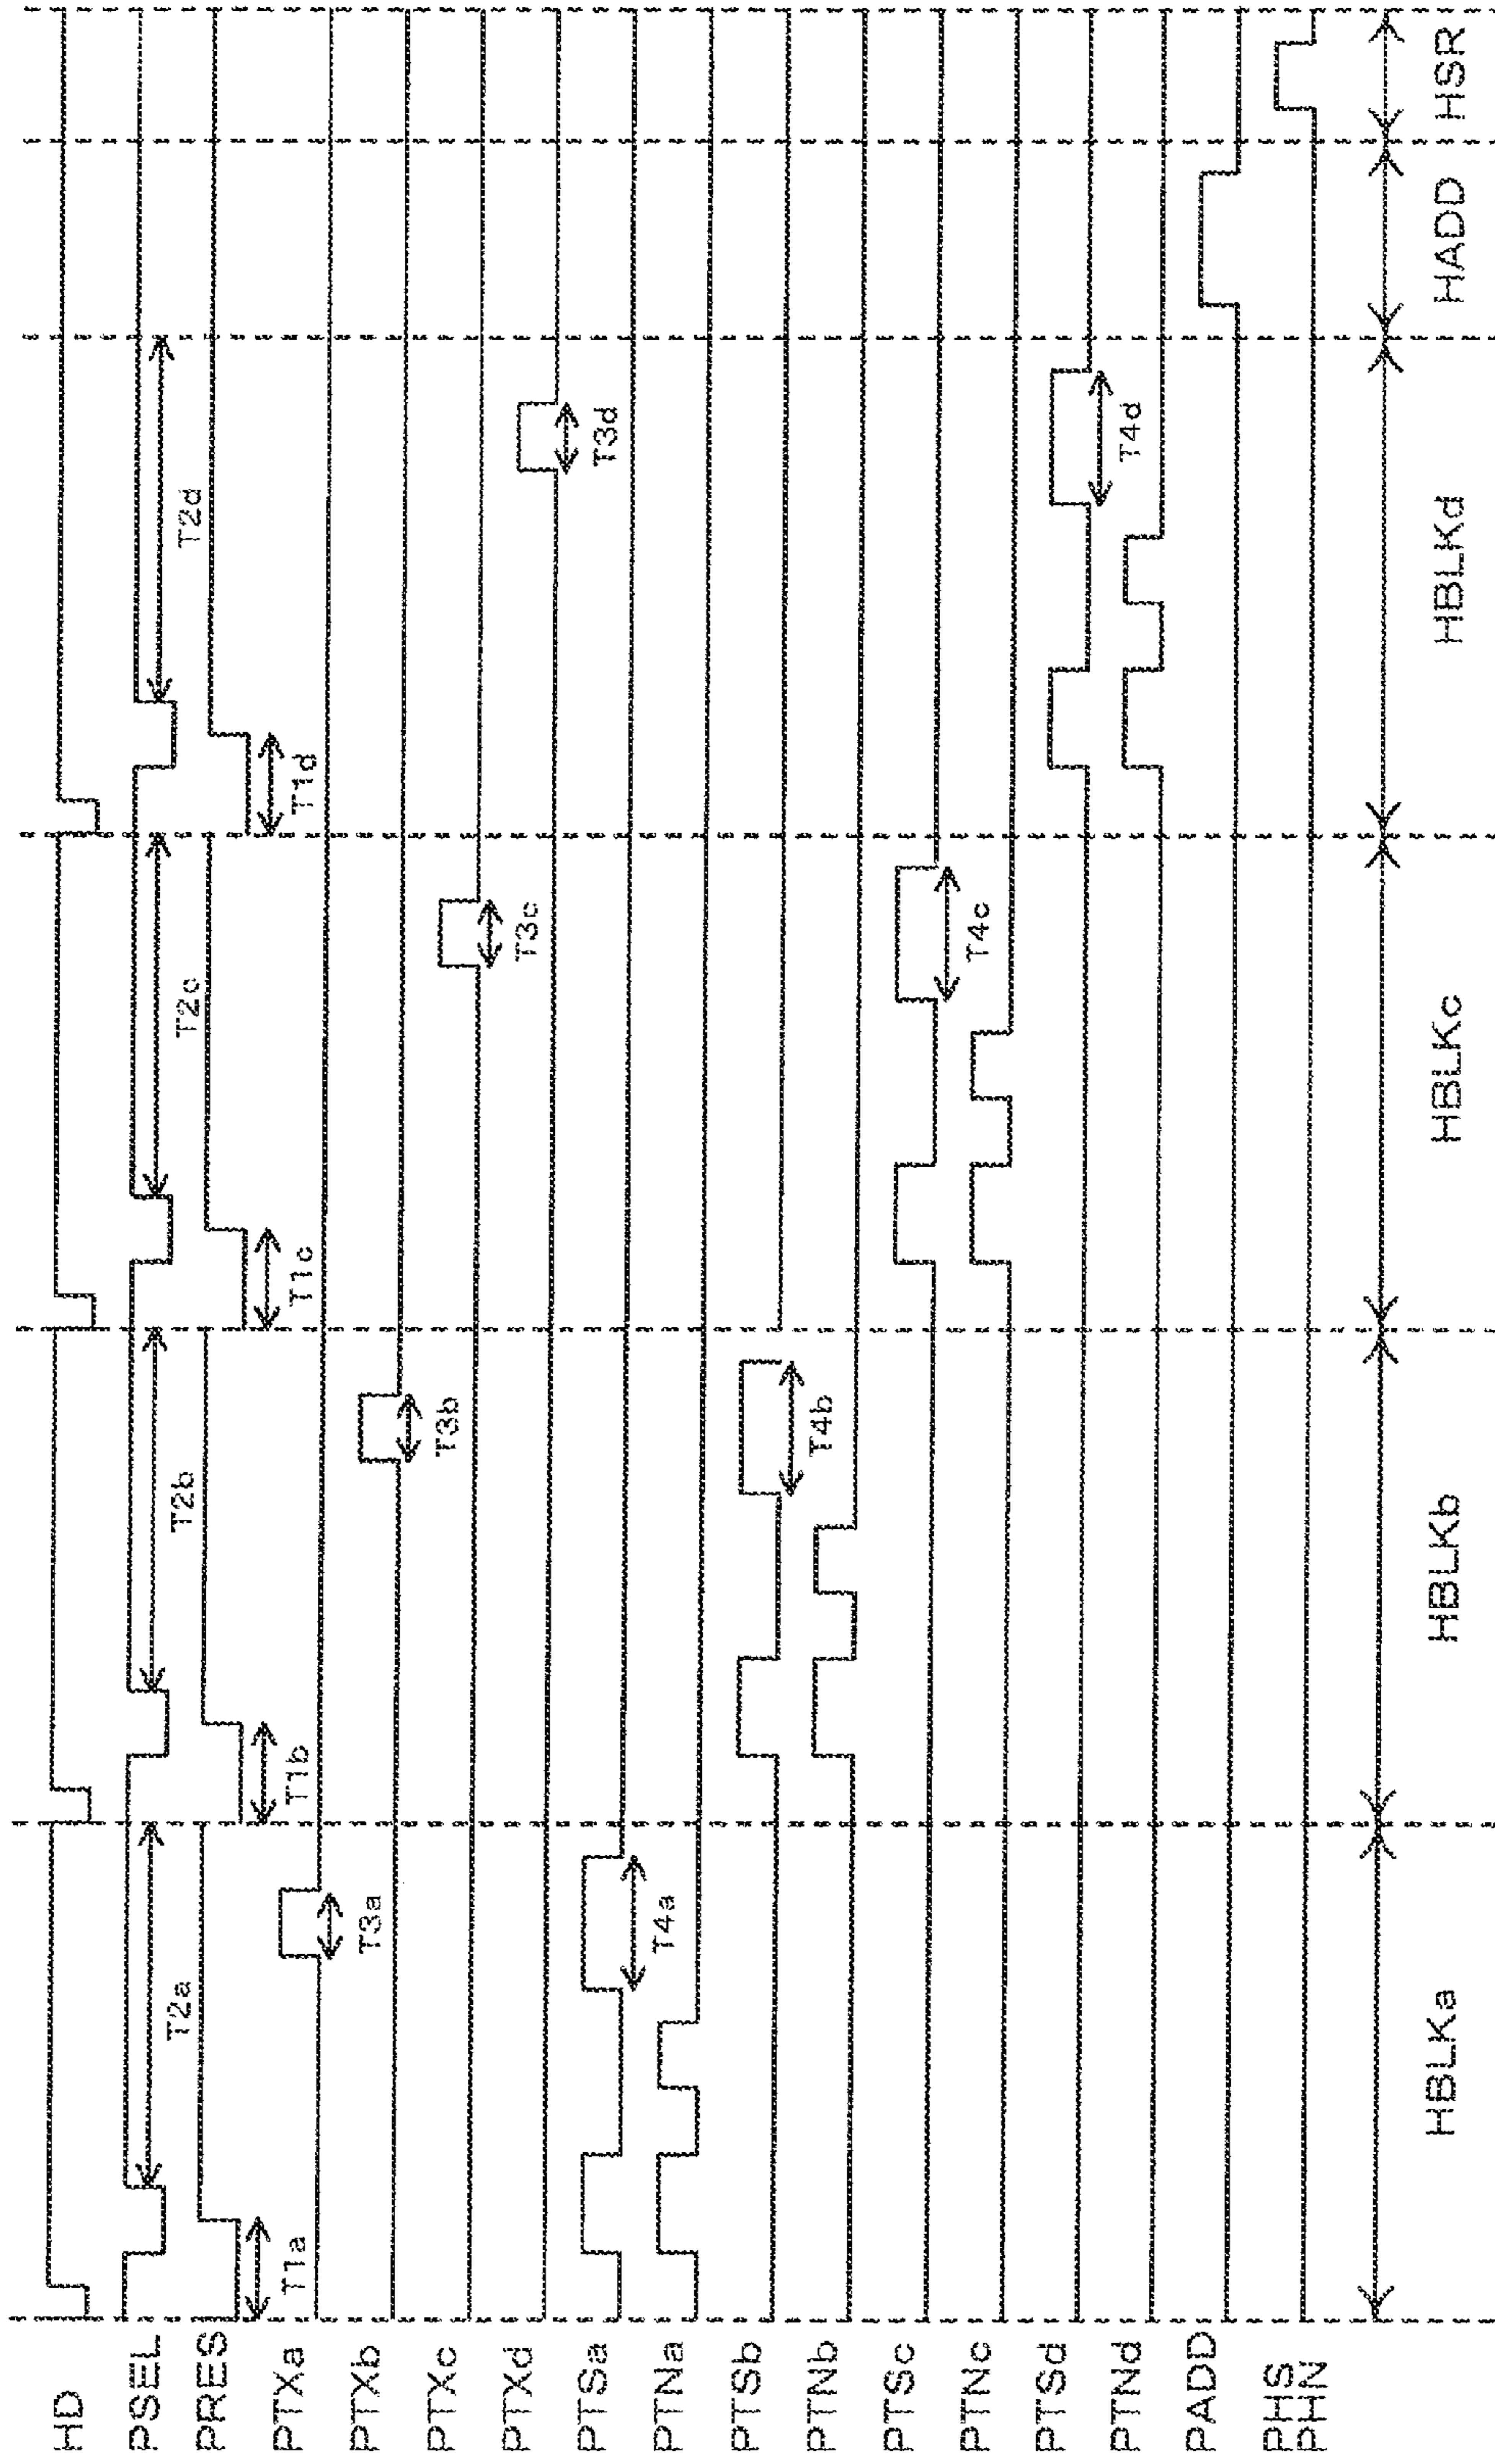 HD
PSEL
PRES
PTXa
PTXb
PTXc
PTXd
PTSa
PTNa
PTSb
PTNb
PTSc
PTNc
PTSd
PTNd
PADD
PHS
PHN
T2a
T2b
T2c
T2d
T1a
T1b
T1c
T1d
T3a
T3b
T3c
T3d
T4a
T4b
T4c
T4d
HBLKa
HBLKb
HBLKc
HBLKd
HADD
HSR